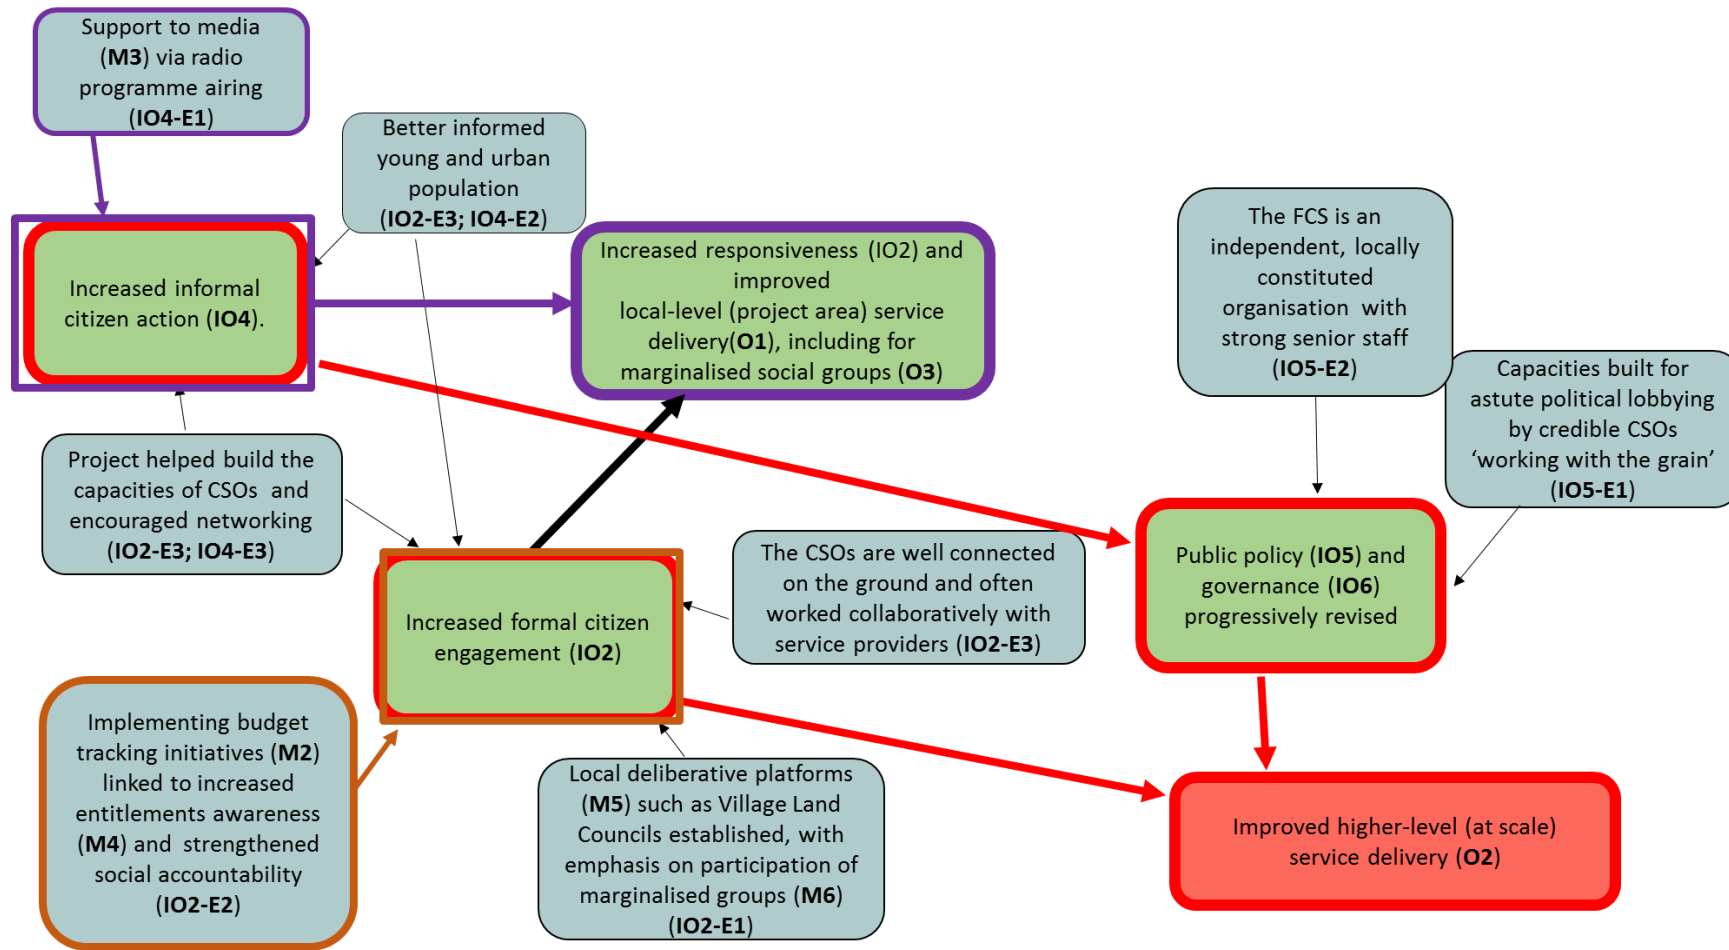 Support to media
(M3) via radio
programme airing
(IO4-E1)
Better informed
young and urban
population
(IO2-E3; IO4-E2)
The FCS is an
independent, locally
constituted
organisation with
strong senior staff
(IO5-E2)
Increased informal
citizen action (IO4).
Increased responsiveness (IO2) and
improved
local-level (project area) service
delivery(O1), including for
marginalised social groups (O3)
Capacities built for
astute political lobbying
by credible CSOs
‘working with the grain’
(IO5-E1)
Project helped build the
capacities of CSOs and
encouraged networking
(IO2-E3; IO4-E3)
The CSOs are well connected
on the ground and often
worked collaboratively with
service providers (IO2-E3)
Public policy (IO5) and
governance (IO6)
progressively revised
Increased formal citizen
engagement (IO2)
Implementing budget
tracking initiatives (M2)
linked to increased
entitlements awareness
(M4) and strengthened
social accountability
(IO2-E2)
Local deliberative platforms
(M5) such as Village Land
Councils established, with
emphasis on participation of
marginalised groups (M6)
(IO2-E1)
Improved higher-level (at scale)
service delivery (O2)